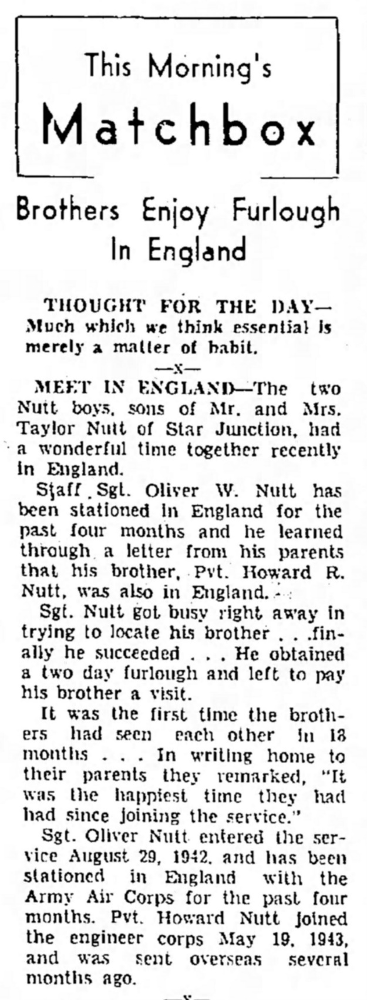 This Morning's
Matchbox
Brothers Enjoy Furlough
In England
THOUGHT FOR THE DAY—
Much which we think essential is
merely a matter of habit.
—x—
MEET IN ENGLAND—The two
Nutt boys, sons of Mr. and Mrs.
Taylor Nutt of Star Junction, had
a wonderful time together recently
in England.
Staff Sgt. Oliver W. Nutt has
been stationed in England for the
past four months and he learned
through a letter from his parents
that his brother, Pvt. Howard R.
Nutt, was also in England.
Sgt. Nutt got busy right away in
trying to locate his brother . . .fin-
ally he succeeded . . . He obtained
a two day furlough and left to pay
his brother a visit.
It was the first time the broth-
ers had seen each other in 18
months . . . In writing home to
their parents they remarked, "It
was the happiest time they had
had since joining the service."
Sgt. Oliver Nutt entered the ser-
vice August 29, 1942, and has been
stationed in England with the
Army Air Corps for the past four
months. Pvt. Howard Nutt joined
the engineer corps May 19, 1943,
and was sent overseas several
months ago.
—x—